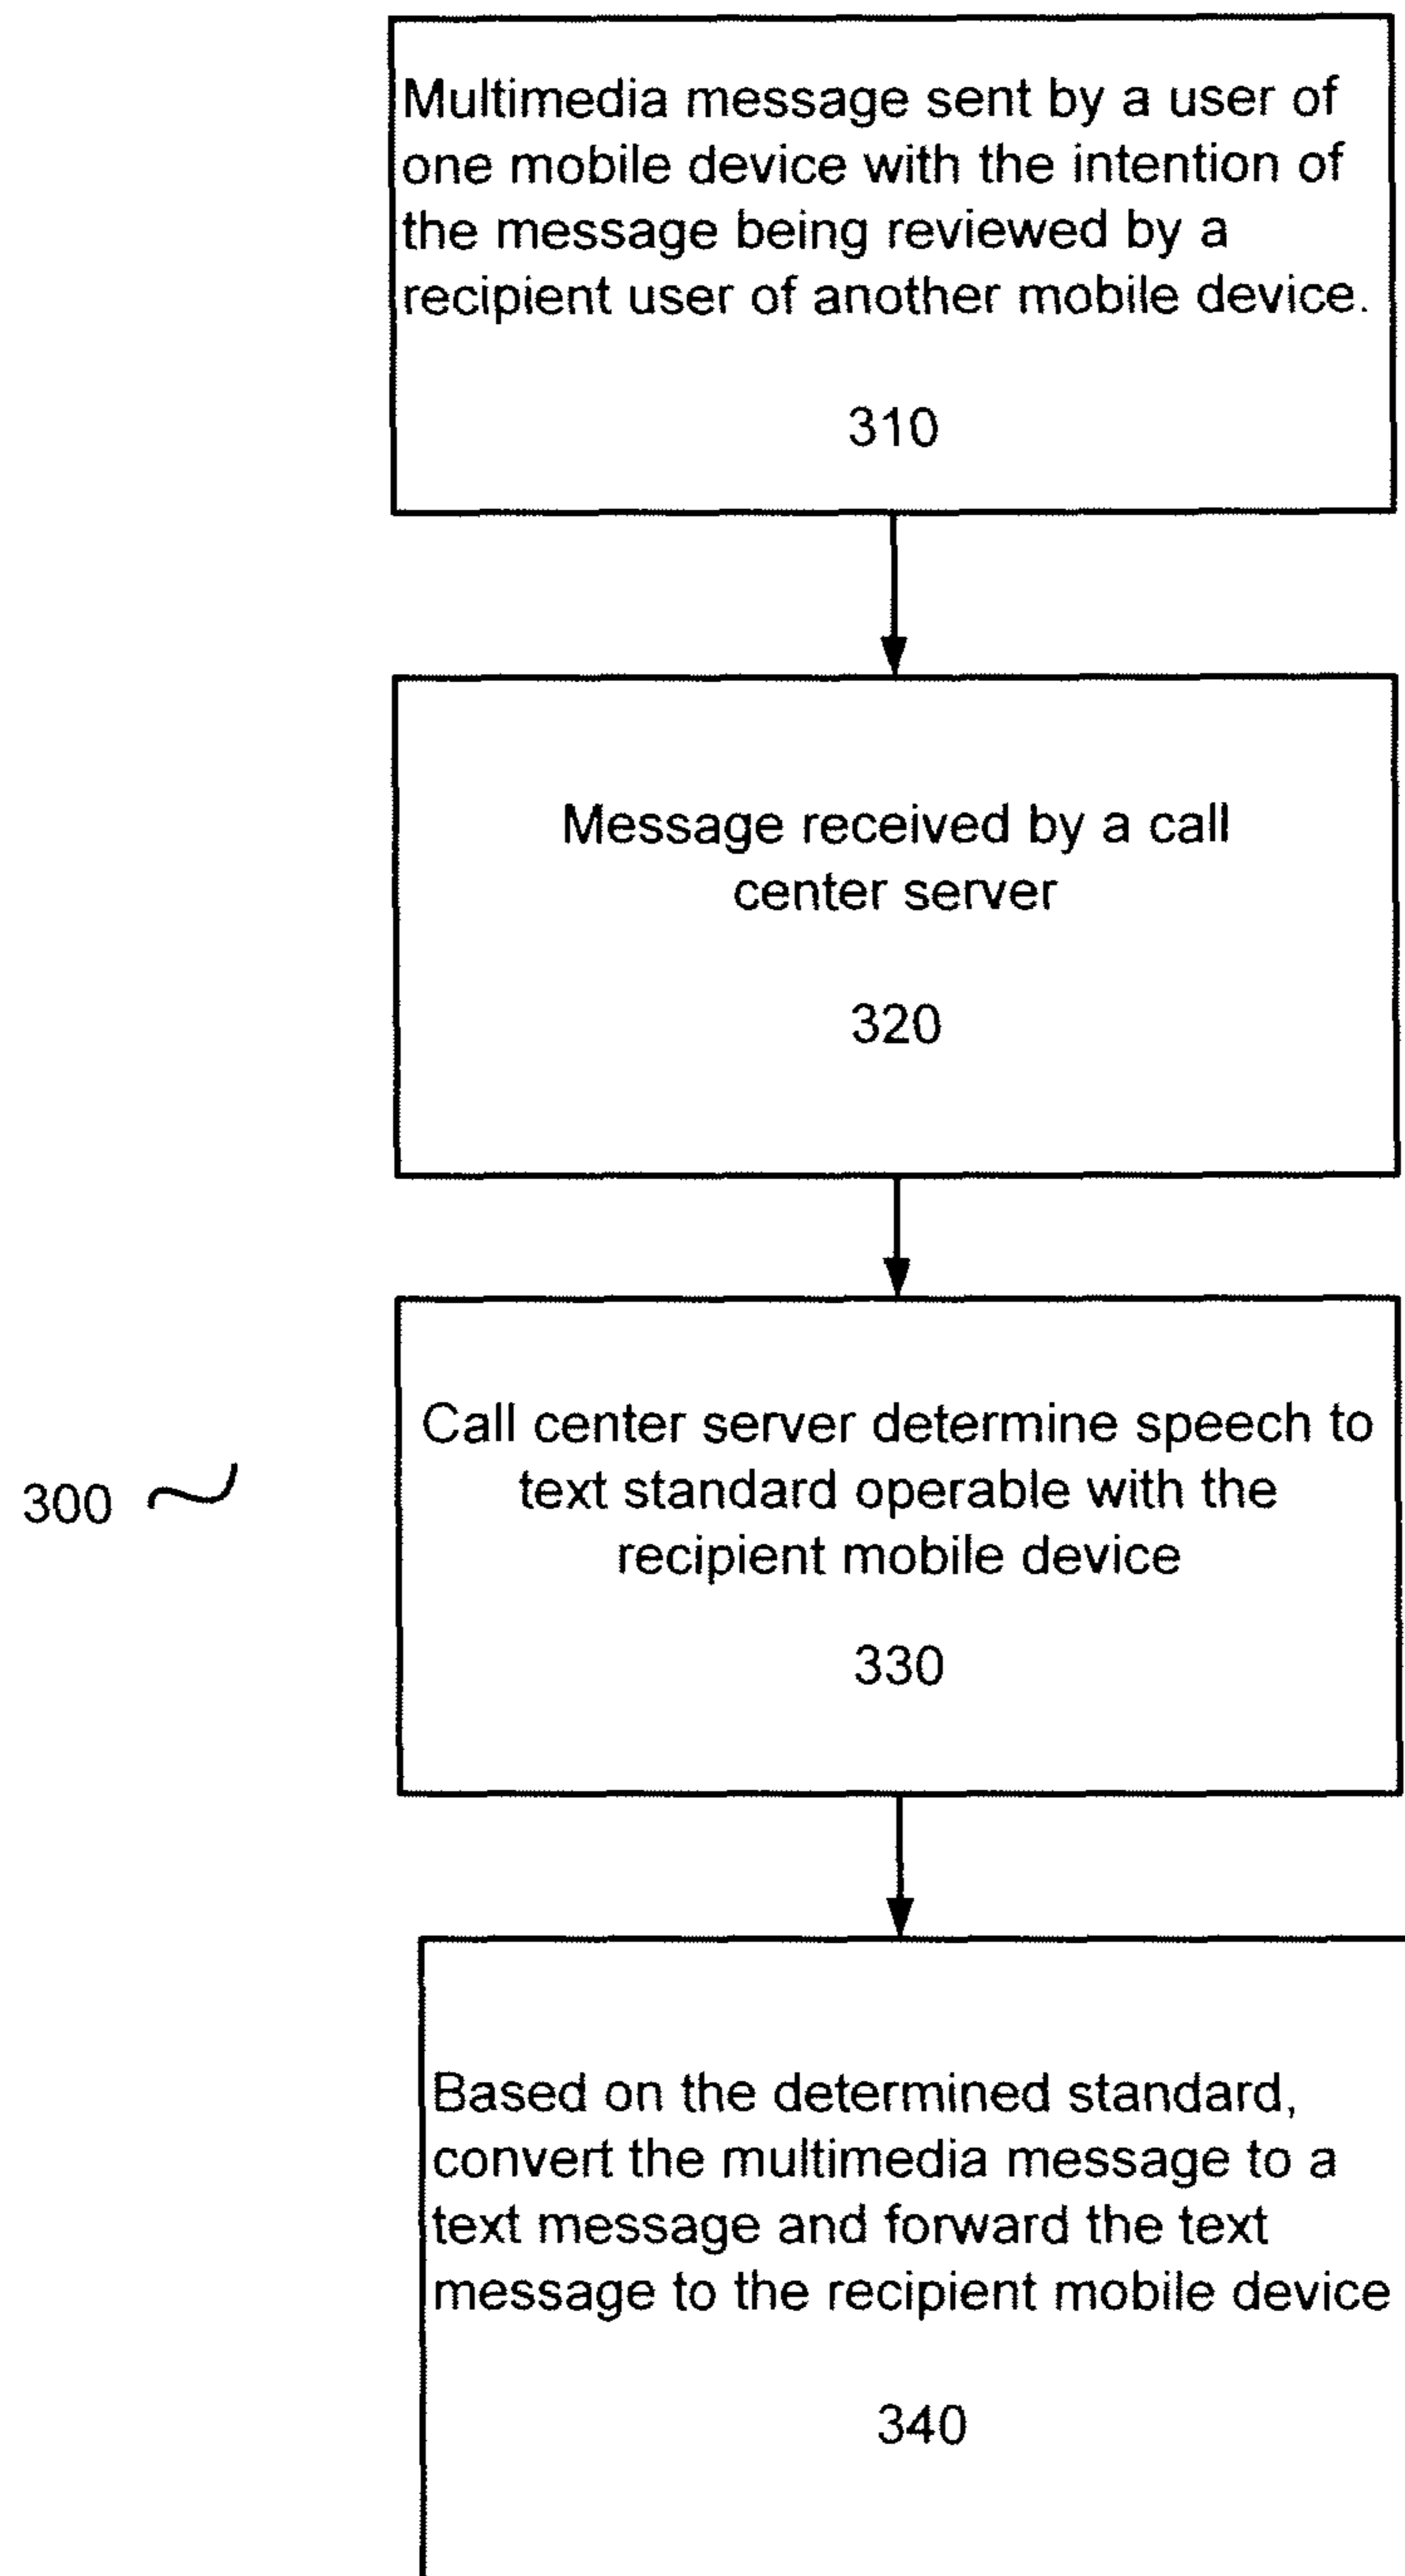 Multimedia message sent by a user of
one mobile device with the intention of
the message being reviewed by a
recipient user of another mobile device.
310
Message received by a call
center server
320
Call center server determine speech to
text standard operable with the
recipient mobile device
330
300
Based on the determined standard,
convert the multimedia message to a
text message and forward the text
message to the recipient mobile device
340